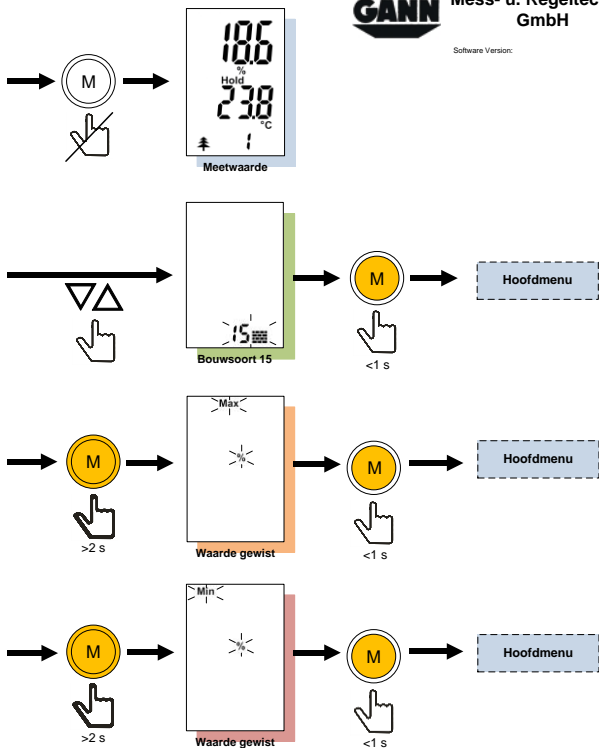 GANN
Mess- u. Regeltec
GmbH
Software Version:
M
18.6
%
Hold
23.8
°C
1
Meetwaarde
M
Hoofdmenu
15
Bouwsoort 15
<1 s
Max
%
M
M
Hoofdmenu
>2 s
Waarde gewist
<1 s
Min
%
M
M
Hoofdmenu
>2 s
Waarde gewist
<1 s